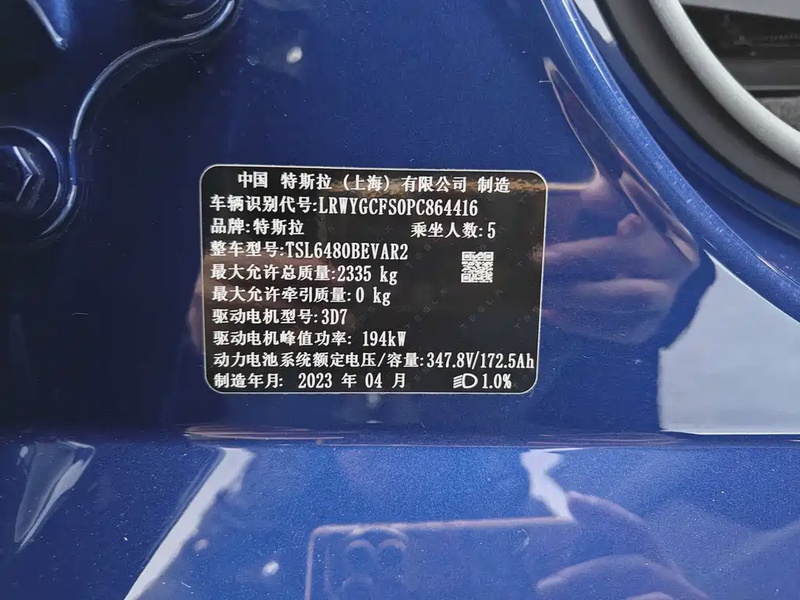 中国 特斯拉(上海)有限公司 制造
车辆识别代号:LRWYGCFS0PC864416
品牌:特斯拉 乘坐人数:5
整车型号:TSL6480BEVAR2
最大允许总质量:2335 kg
最大允许牵引质量:0 kg
驱动电机型号:3D7
驱动电机峰值功率: 194kW
动力电池系统额定电压/容量:347.8V/172.5Ah
制造年月: 2023 年 04 月 1.0%